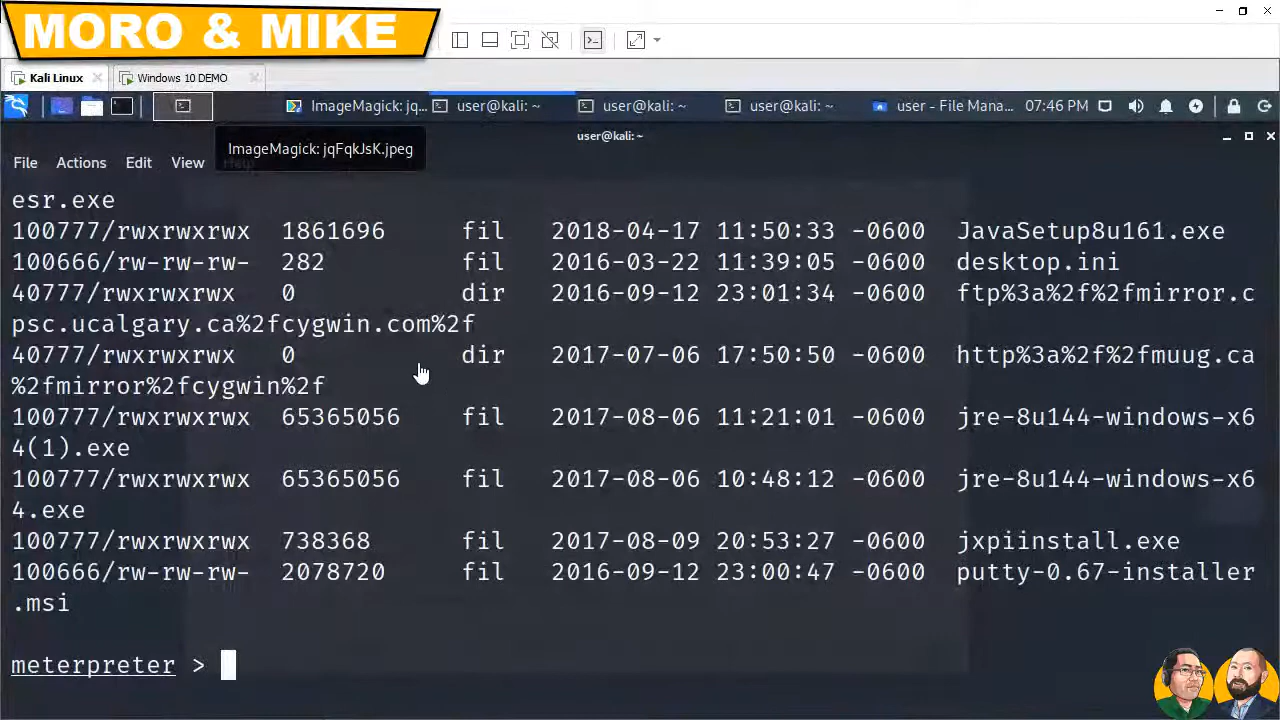 MORO & MIKE
Kali Linux
Windows 10 DEMO
ImageMagick: jq...
user@kali: ~
user@kali: ~
user@kali: ~
user - File Mana...
07:46 PM
user@kali: ~
File Actions Edit View Help
ImageMagick: jqFqkJsK.jpeg
esr.exe
100777/rwxrwxrwx 1861696 fil 2018-04-17 11:50:33 -0600 JavaSetup8u161.exe
100666/rw-rw-rw- 282 fil 2016-03-22 11:39:05 -0600 desktop.ini
40777/rwxrwxrwx 0 dir 2016-09-12 23:01:34 -0600 ftp%3a%2f%2fmirror.c
psc.ucalgary.ca%2fcygwin.com%2f
40777/rwxrwxrwx 0 dir 2017-07-06 17:50:50 -0600 http%3a%2f%2fmuug.ca
%2fmirror%2fcygwin%2f
100777/rwxrwxrwx 65365056 fil 2017-08-06 11:21:01 -0600 jre-8u144-windows-x6
4(1).exe
100777/rwxrwxrwx 65365056 fil 2017-08-06 10:48:12 -0600 jre-8u144-windows-x6
4.exe
100777/rwxrwxrwx 738368 fil 2017-08-09 20:53:27 -0600 jxpiinstall.exe
100666/rw-rw-rw- 2078720 fil 2016-09-12 23:00:47 -0600 putty-0.67-installer
.msi
meterpreter >